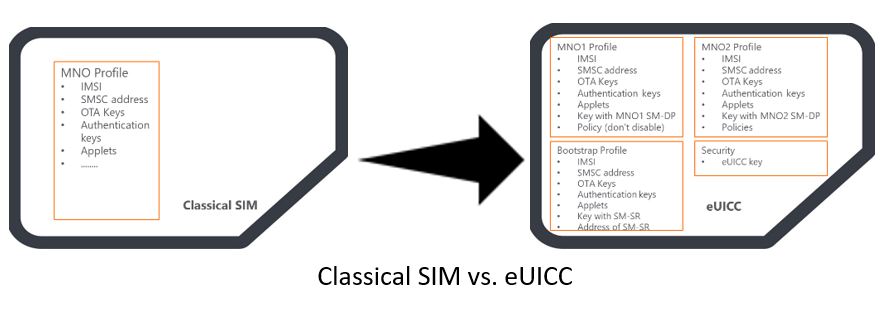 MNO Profile
• IMSI
• SMSC address
• OTA Keys
• Authentication
keys
• Applets
• ........
Classical SIM
MNO1 Profile
• IMSI
• SMSC address
• OTA Keys
• Authentication keys
• Applets
• Key with MNO1 SM-DP
• Policy (don't disable)
MNO2 Profile
• IMSI
• SMSC address
• OTA Keys
• Authentication keys
• Applets
• Key with MNO2 SM-DP
• Policies
Bootstrap Profile
• IMSI
• SMSC address
• OTA Keys
• Authentication keys
• Applets
• Key with SM-SR
• Address of SM-SR
Security
• eUICC key
eUICC
Classical SIM vs. eUICC